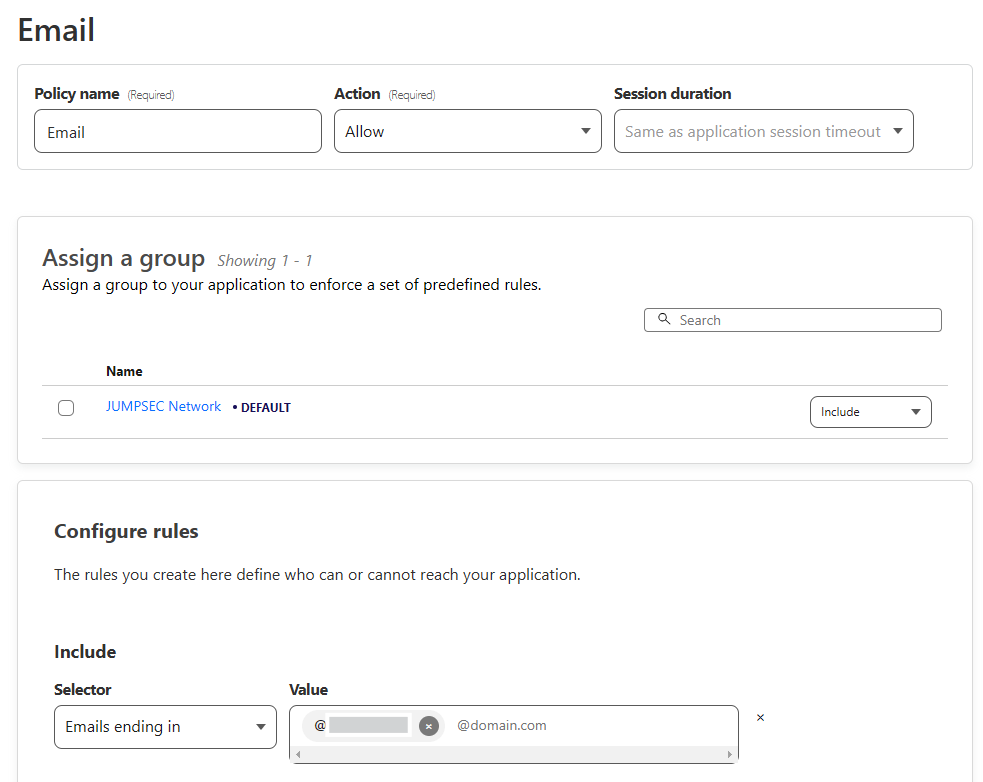 Email
Policy name (Required)
Action (Required)
Session duration
Email
Allow
Same as application session timeout
Assign a group Showing 1 - 1
Assign a group to your application to enforce a set of predefined rules.
Search
Name
JUMPSEC Network • DEFAULT
Include
Configure rules
The rules you create here define who can or cannot reach your application.
Include
Selector
Value
Emails ending in
@
@domain.com